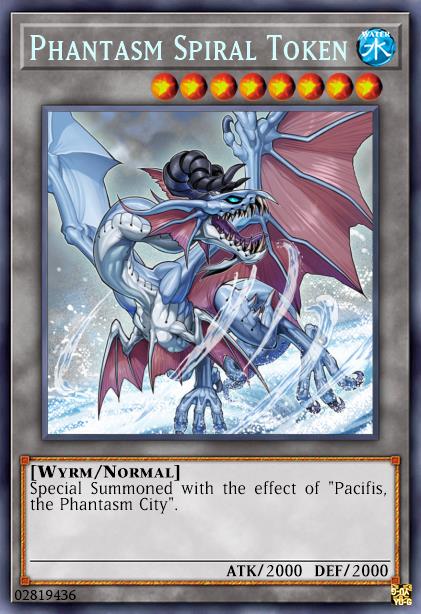 PHANTASM SPIRAL TOKEN
WATER
水
[WYRM/NORMAL]
Special Summoned with the effect of "Pacifis,
the Phantasm City".
ATK/2000 DEF/2000
02819436